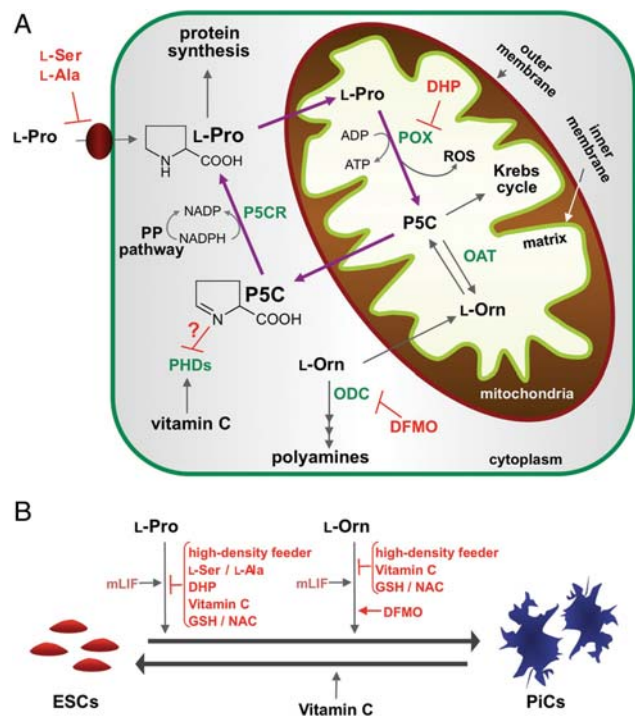 A
L-Ser
L-Ala
L-Pro
protein
synthesis
L-Pro
N
H
COOH
NADP
NADPH
PP
pathway
P5CR
P5C
N
COOH
?
PHDs
vitamin C
L-Pro
DHP
ADP
ATP
POX
ROS
P5C
Krebs
cycle
OAT
L-Orn
matrix
outer
membrane
inner
membrane
mitochondria
L-Orn
ODC
DFMO
polyamines
cytoplasm
B
L-Pro
mLIF
high-density feeder
L-Ser / L-Ala
DHP
Vitamin C
GSH / NAC
L-Orn
mLIF
high-density feeder
Vitamin C
GSH / NAC
DFMO
ESCs
PiCs
Vitamin C